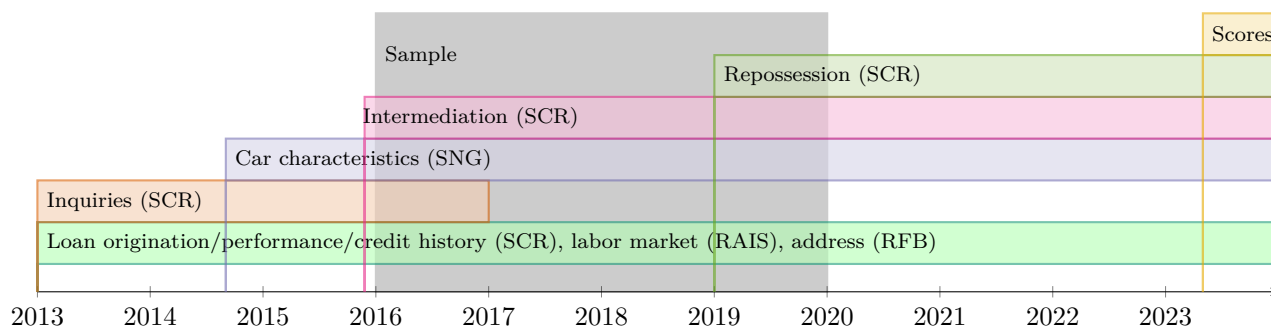 Scores
Sample
Repossession (SCR)
Intermediation (SCR)
Car characteristics (SNG)
Inquiries (SCR)
Loan origination/performance/credit history (SCR), labor market (RAIS), address (RFB)
2013 2014 2015 2016 2017 2018 2019 2020 2021 2022 2023